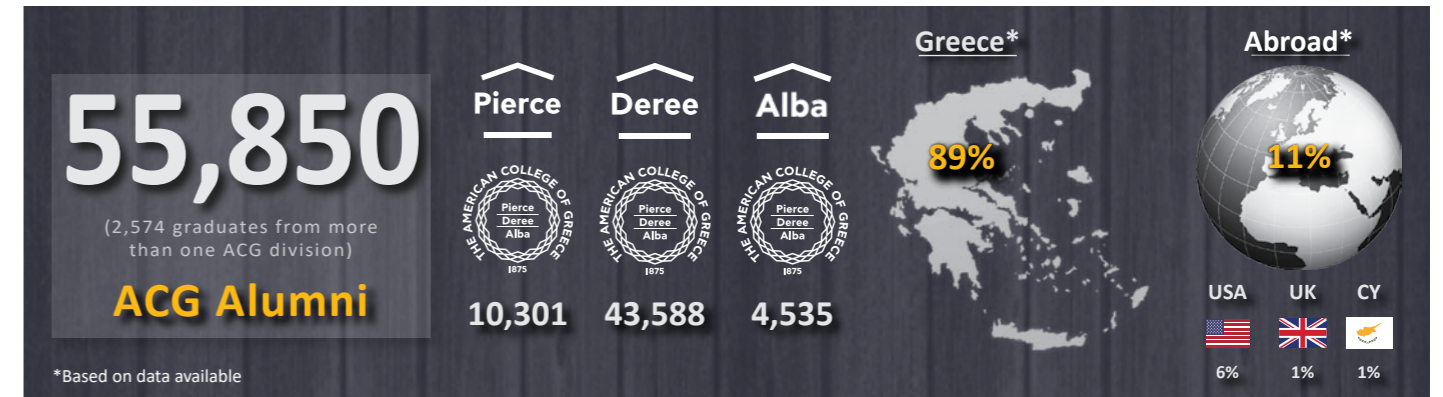 55,850
(2,574 graduates from more
than one ACG division)
ACG Alumni
*Based on data available
Pierce
THE AMERICAN COLLEGE OF GREECE
Pierce
Deree
Alba
1875
10,301
Deree
THE AMERICAN COLLEGE OF GREECE
Pierce
Deree
Alba
1875
43,588
Alba
THE AMERICAN COLLEGE OF GREECE
Pierce
Deree
Alba
1875
4,535
Greece*
89%
Abroad*
11%
USA UK CY
6% 1% 1%